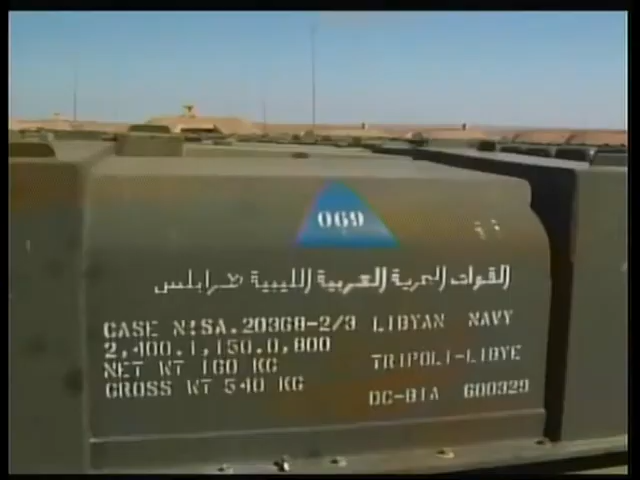 069
القوات البحرية العربية الليبية طرابلس
CASE N:SA.20368-2/3 LIBYAN NAVY
2,400.1,150.0,800
NET WT 160 KG TRIPOLI-LIBYE
GROSS WT 540 KG
DC-81A 600329